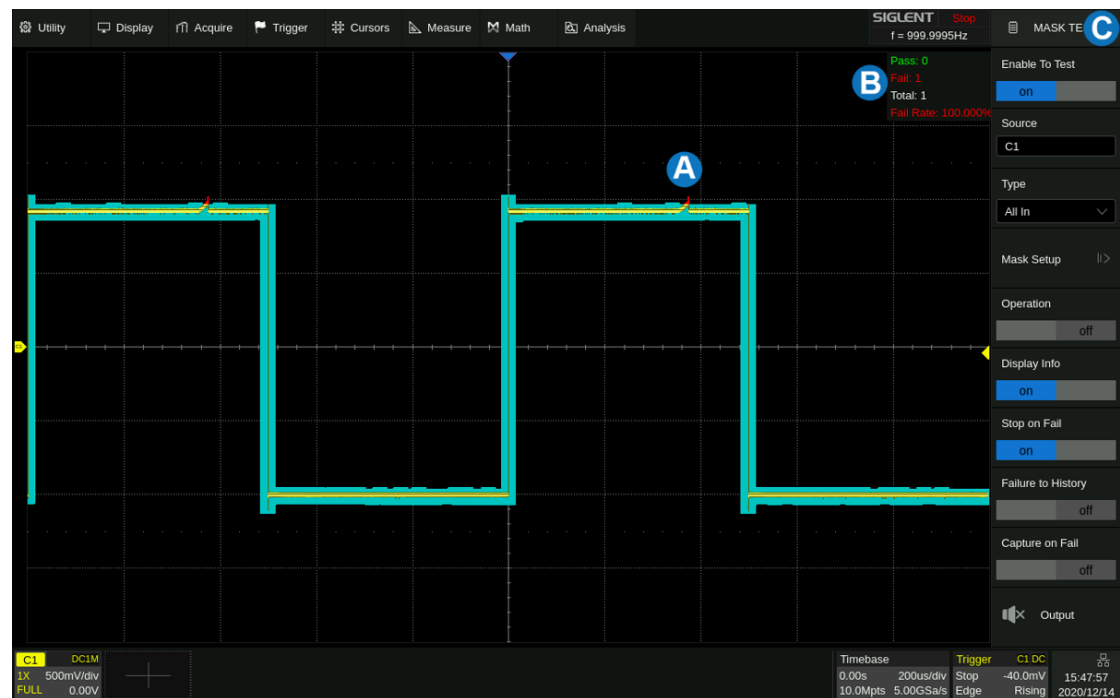 Utility Display Acquire Trigger Cursors Measure Math Analysis
SIGLENT Stop
f = 999.9995Hz
MASK TE
C
Pass: 0
Fail: 1
Total: 1
Fail Rate: 100.000%
B
A
Enable To Test
on
Source
C1
Type
All In
Mask Setup
Operation
off
Display Info
on
Stop on Fail
on
Failure to History
off
Capture on Fail
off
Output
C1 DC1M
1X 500mV/div
FULL 0.00V
Timebase
0.00s 200us/div
10.0Mpts 5.00GSa/s
Trigger C1 DC
Stop -40.0mV
Edge Rising
15:47:57
2020/12/14